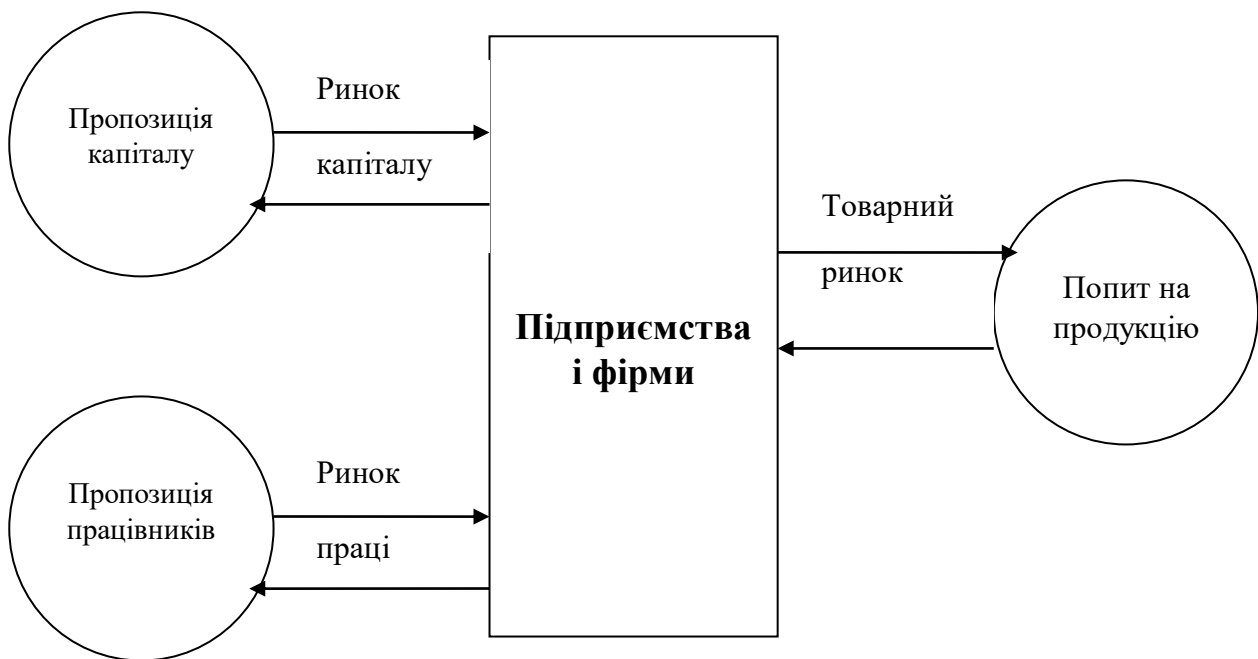 Пропозиція
капіталу
Ринок
капіталу
Підприємства
і фірми
Товарний
ринок
Попит на
продукцію
Пропозиція
працівників
Ринок
праці